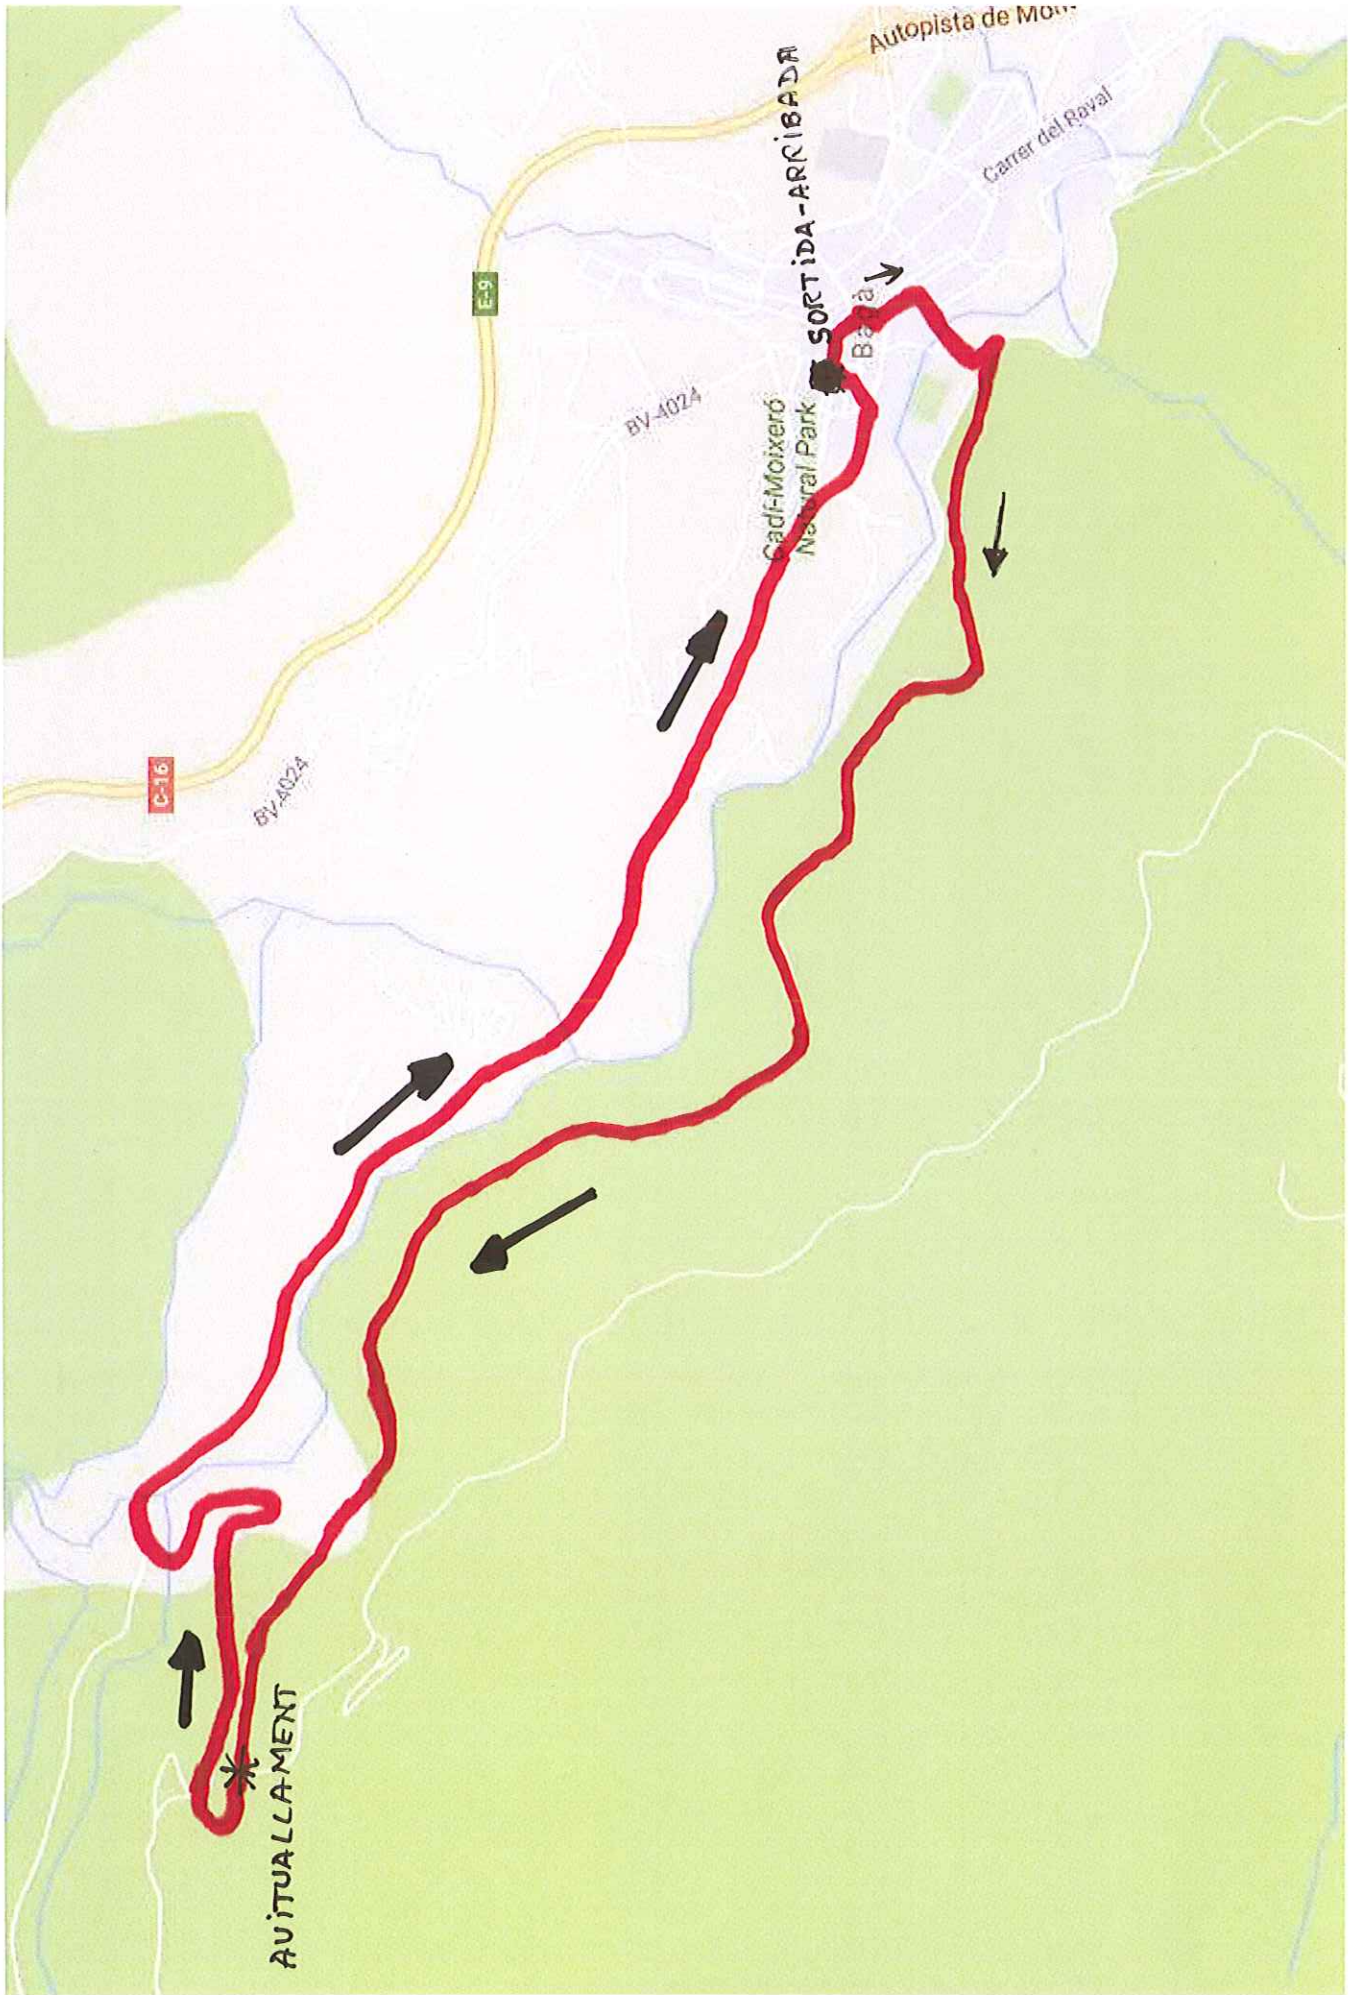 Autopista de Mon
SORTIDA-ARRIBADA
Carrer del Raval
E-9
Bagà
BV-4024
Cadí-Moixeró
Natural Park
C-16
BV-4024
AVITUALLAMENT